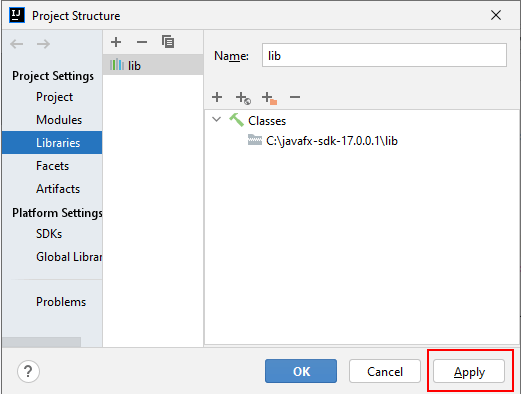 IJ
Project Structure
Project Settings
Project
Modules
Libraries
Facets
Artifacts
Platform Settings
SDKs
Global Librar
Problems
lib
Name:
lib
Classes
C:\javafx-sdk-17.0.0.1\lib
?
OK
Cancel
Apply